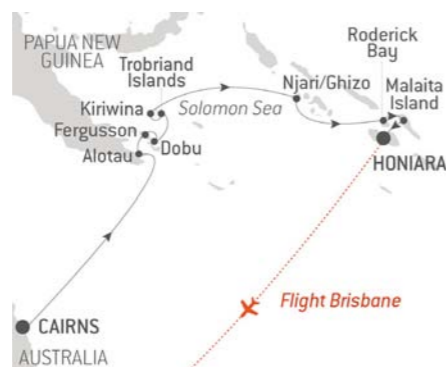 PAPUA NEW
GUINEA
Trobriand
Islands
Roderick
Bay
Njari/Ghizo
Malaita
Island
Kiriwina
Solomon Sea
Fergusson
Dobu
Alotau
HONIARA
Flight Brisbane
CAIRNS
AUSTRALIA